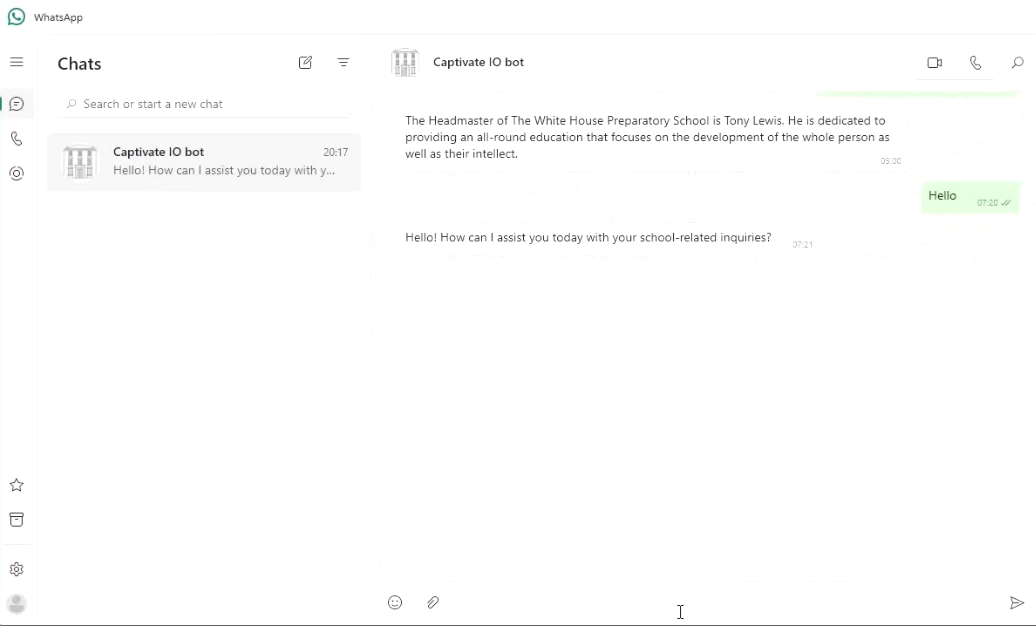 WhatsApp
Chats
Search or start a new chat
Captivate IO bot
20:17
Hello! How can I assist you today with y...
Captivate IO bot
The Headmaster of The White House Preparatory School is Tony Lewis. He is dedicated to
providing an all-round education that focuses on the development of the whole person as
well as their intellect.
05:00
Hello
07:20
Hello! How can I assist you today with your school-related inquiries?
07:21